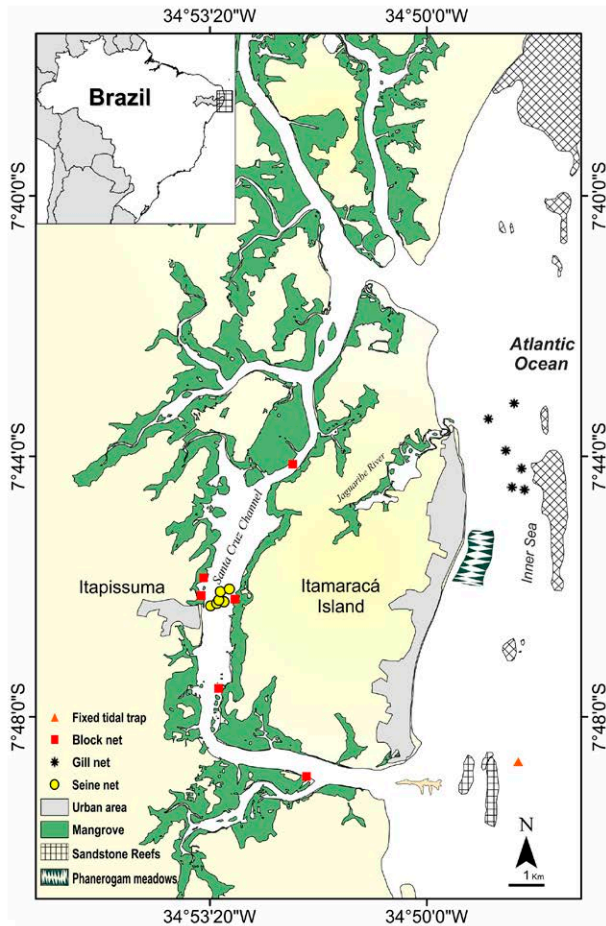 34°53'20"W
34°50'0"W
Brazil
7°40'0"S
7°40'0"S
Atlantic
Ocean
7°44'0"S
7°44'0"S
Jaguaribe River
Santa Cruz Channel
Inner Sea
Itapissuma
Itamaracá
Island
7°48'0"S
7°48'0"S
Fixed tidal trap
Block net
Gill net
Seine net
Urban area
Mangrove
Sandstone Reefs
Phanerogam meadows
N
1 Km
34°53'20"W
34°50'0"W